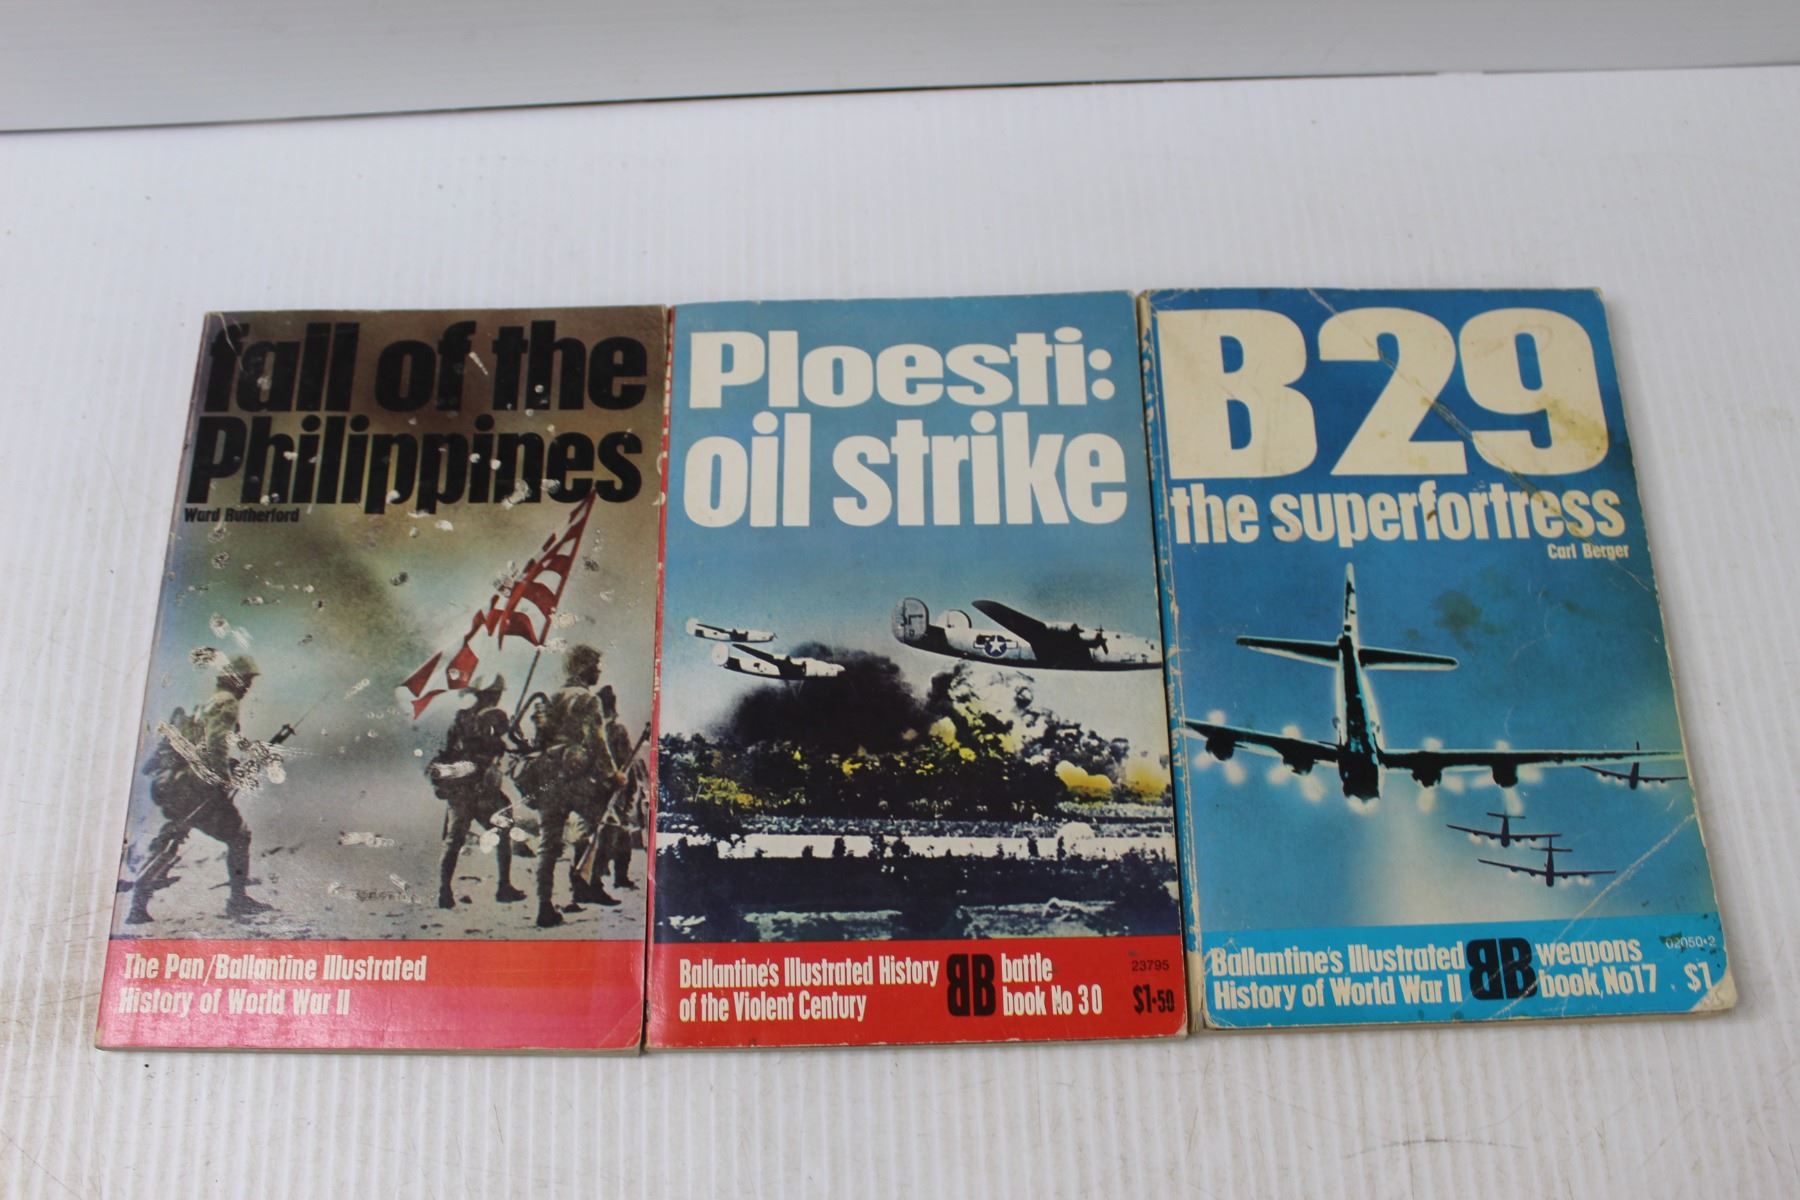 fall of the
Philippines
Ward Rutherford
The Pan/Ballantine Illustrated
History of World War II
Ploesti:
oil strike
Ballantine's Illustrated History
of the Violent Century
BB
battle
book No 30
23795
$1·50
B29
the superfortress
Carl Berger
Ballantine's Illustrated
History of World War II
BB
weapons
book, No 17
02050·2
$1